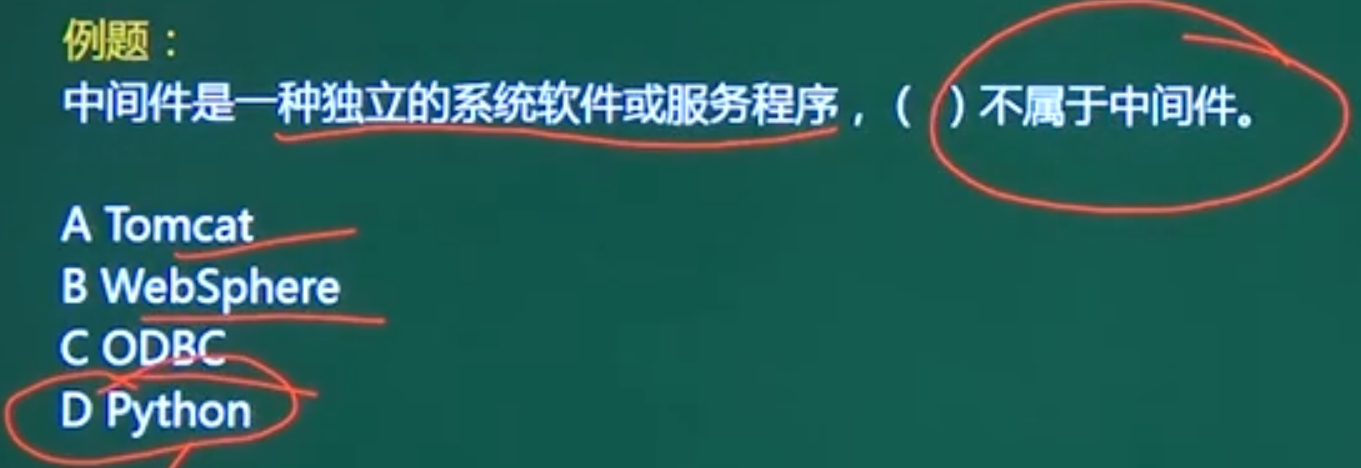 例题：
中间件是一种独立的系统软件或服务程序，（ ）不属于中间件。
A Tomcat
B WebSphere
C ODBC
D Python